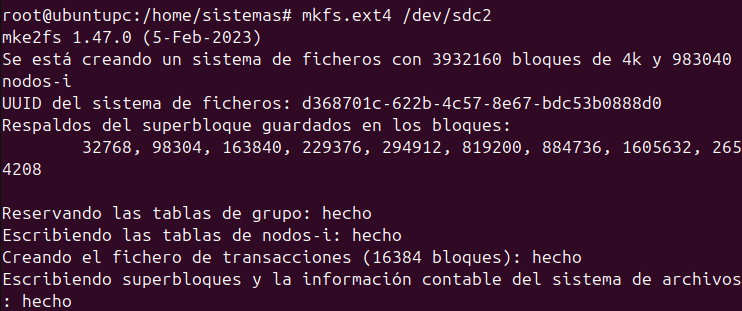 root@ubuntupc:/home/sistemas# mkfs.ext4 /dev/sdc2
mke2fs 1.47.0 (5-Feb-2023)
Se está creando un sistema de ficheros con 3932160 bloques de 4k y 983040
nodos-i
UUID del sistema de ficheros: d368701c-622b-4c57-8e67-bdc53b0888d0
Respaldos del superbloque guardados en los bloques:
        32768, 98304, 163840, 229376, 294912, 819200, 884736, 1605632, 265
4208

Reservando las tablas de grupo: hecho
Escribiendo las tablas de nodos-i: hecho
Creando el fichero de transacciones (16384 bloques): hecho
Escribiendo superbloques y la información contable del sistema de archivos
: hecho